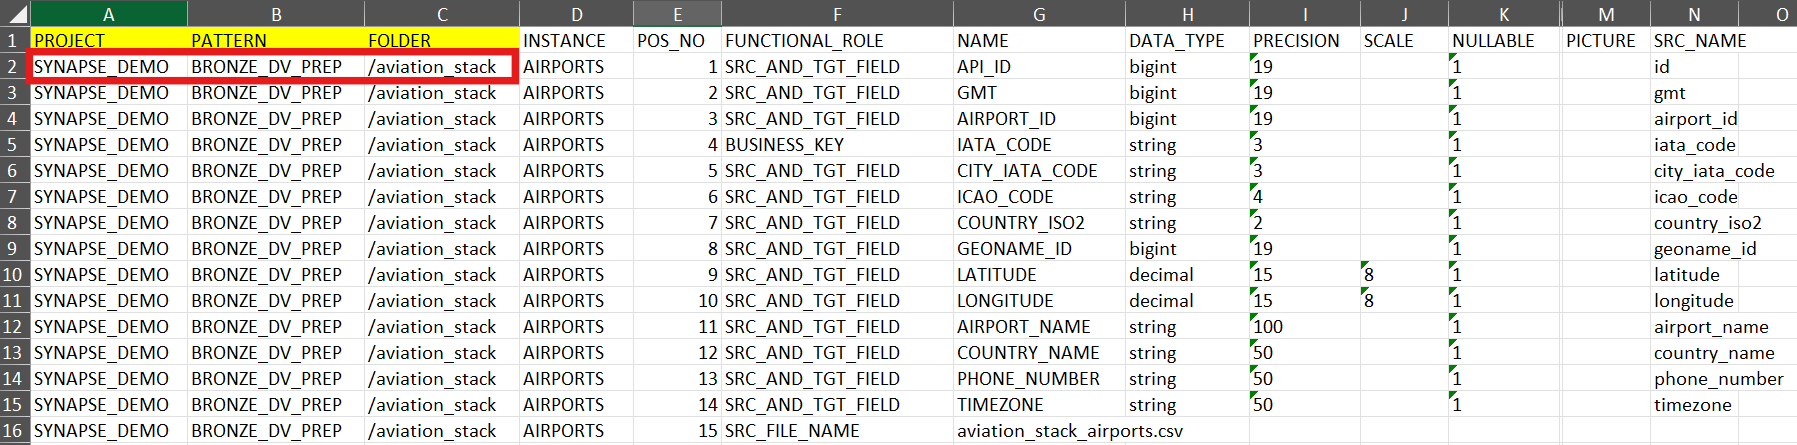 A B C D E F G H I J K M N O
1 PROJECT PATTERN FOLDER INSTANCE POS_NO FUNCTIONAL_ROLE NAME DATA_TYPE PRECISION SCALE NULLABLE PICTURE SRC_NAME
2 SYNAPSE_DEMO BRONZE_DV_PREP /aviation_stack AIRPORTS 1 SRC_AND_TGT_FIELD API_ID bigint 19 1 id
3 SYNAPSE_DEMO BRONZE_DV_PREP /aviation_stack AIRPORTS 2 SRC_AND_TGT_FIELD GMT bigint 19 1 gmt
4 SYNAPSE_DEMO BRONZE_DV_PREP /aviation_stack AIRPORTS 3 SRC_AND_TGT_FIELD AIRPORT_ID bigint 19 1 airport_id
5 SYNAPSE_DEMO BRONZE_DV_PREP /aviation_stack AIRPORTS 4 BUSINESS_KEY IATA_CODE string 3 1 iata_code
6 SYNAPSE_DEMO BRONZE_DV_PREP /aviation_stack AIRPORTS 5 SRC_AND_TGT_FIELD CITY_IATA_CODE string 3 1 city_iata_code
7 SYNAPSE_DEMO BRONZE_DV_PREP /aviation_stack AIRPORTS 6 SRC_AND_TGT_FIELD ICAO_CODE string 4 1 icao_code
8 SYNAPSE_DEMO BRONZE_DV_PREP /aviation_stack AIRPORTS 7 SRC_AND_TGT_FIELD COUNTRY_ISO2 string 2 1 country_iso2
9 SYNAPSE_DEMO BRONZE_DV_PREP /aviation_stack AIRPORTS 8 SRC_AND_TGT_FIELD GEONAME_ID bigint 19 1 geoname_id
10 SYNAPSE_DEMO BRONZE_DV_PREP /aviation_stack AIRPORTS 9 SRC_AND_TGT_FIELD LATITUDE decimal 15 8 1 latitude
11 SYNAPSE_DEMO BRONZE_DV_PREP /aviation_stack AIRPORTS 10 SRC_AND_TGT_FIELD LONGITUDE decimal 15 8 1 longitude
12 SYNAPSE_DEMO BRONZE_DV_PREP /aviation_stack AIRPORTS 11 SRC_AND_TGT_FIELD AIRPORT_NAME string 100 1 airport_name
13 SYNAPSE_DEMO BRONZE_DV_PREP /aviation_stack AIRPORTS 12 SRC_AND_TGT_FIELD COUNTRY_NAME string 50 1 country_name
14 SYNAPSE_DEMO BRONZE_DV_PREP /aviation_stack AIRPORTS 13 SRC_AND_TGT_FIELD PHONE_NUMBER string 50 1 phone_number
15 SYNAPSE_DEMO BRONZE_DV_PREP /aviation_stack AIRPORTS 14 SRC_AND_TGT_FIELD TIMEZONE string 50 1 timezone
16 SYNAPSE_DEMO BRONZE_DV_PREP /aviation_stack AIRPORTS 15 SRC_FILE_NAME aviation_stack_airports.csv